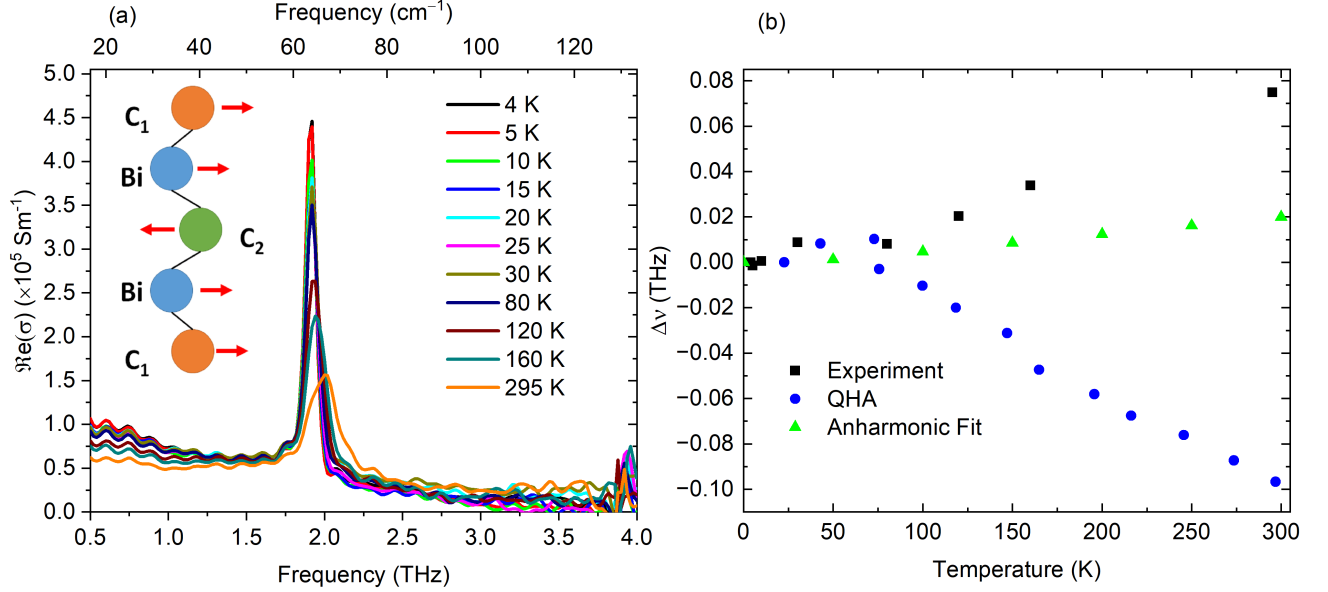 (a)
Frequency (cm⁻¹)
20 40 60 80 100 120
5.0
4.5
4.0
3.5
3.0
2.5
2.0
1.5
1.0
0.5
0.0
ℜe(σ) (×10⁵ Sm⁻¹)
C₁
Bi
C₂
Bi
C₁
4 K
5 K
10 K
15 K
20 K
25 K
30 K
80 K
120 K
160 K
295 K
0.5 1.0 1.5 2.0 2.5 3.0 3.5 4.0
Frequency (THz)
(b)
0.08
0.06
0.04
0.02
0.00
−0.02
−0.04
−0.06
−0.08
−0.10
Δν (THz)
Experiment
QHA
Anharmonic Fit
0 50 100 150 200 250 300
Temperature (K)